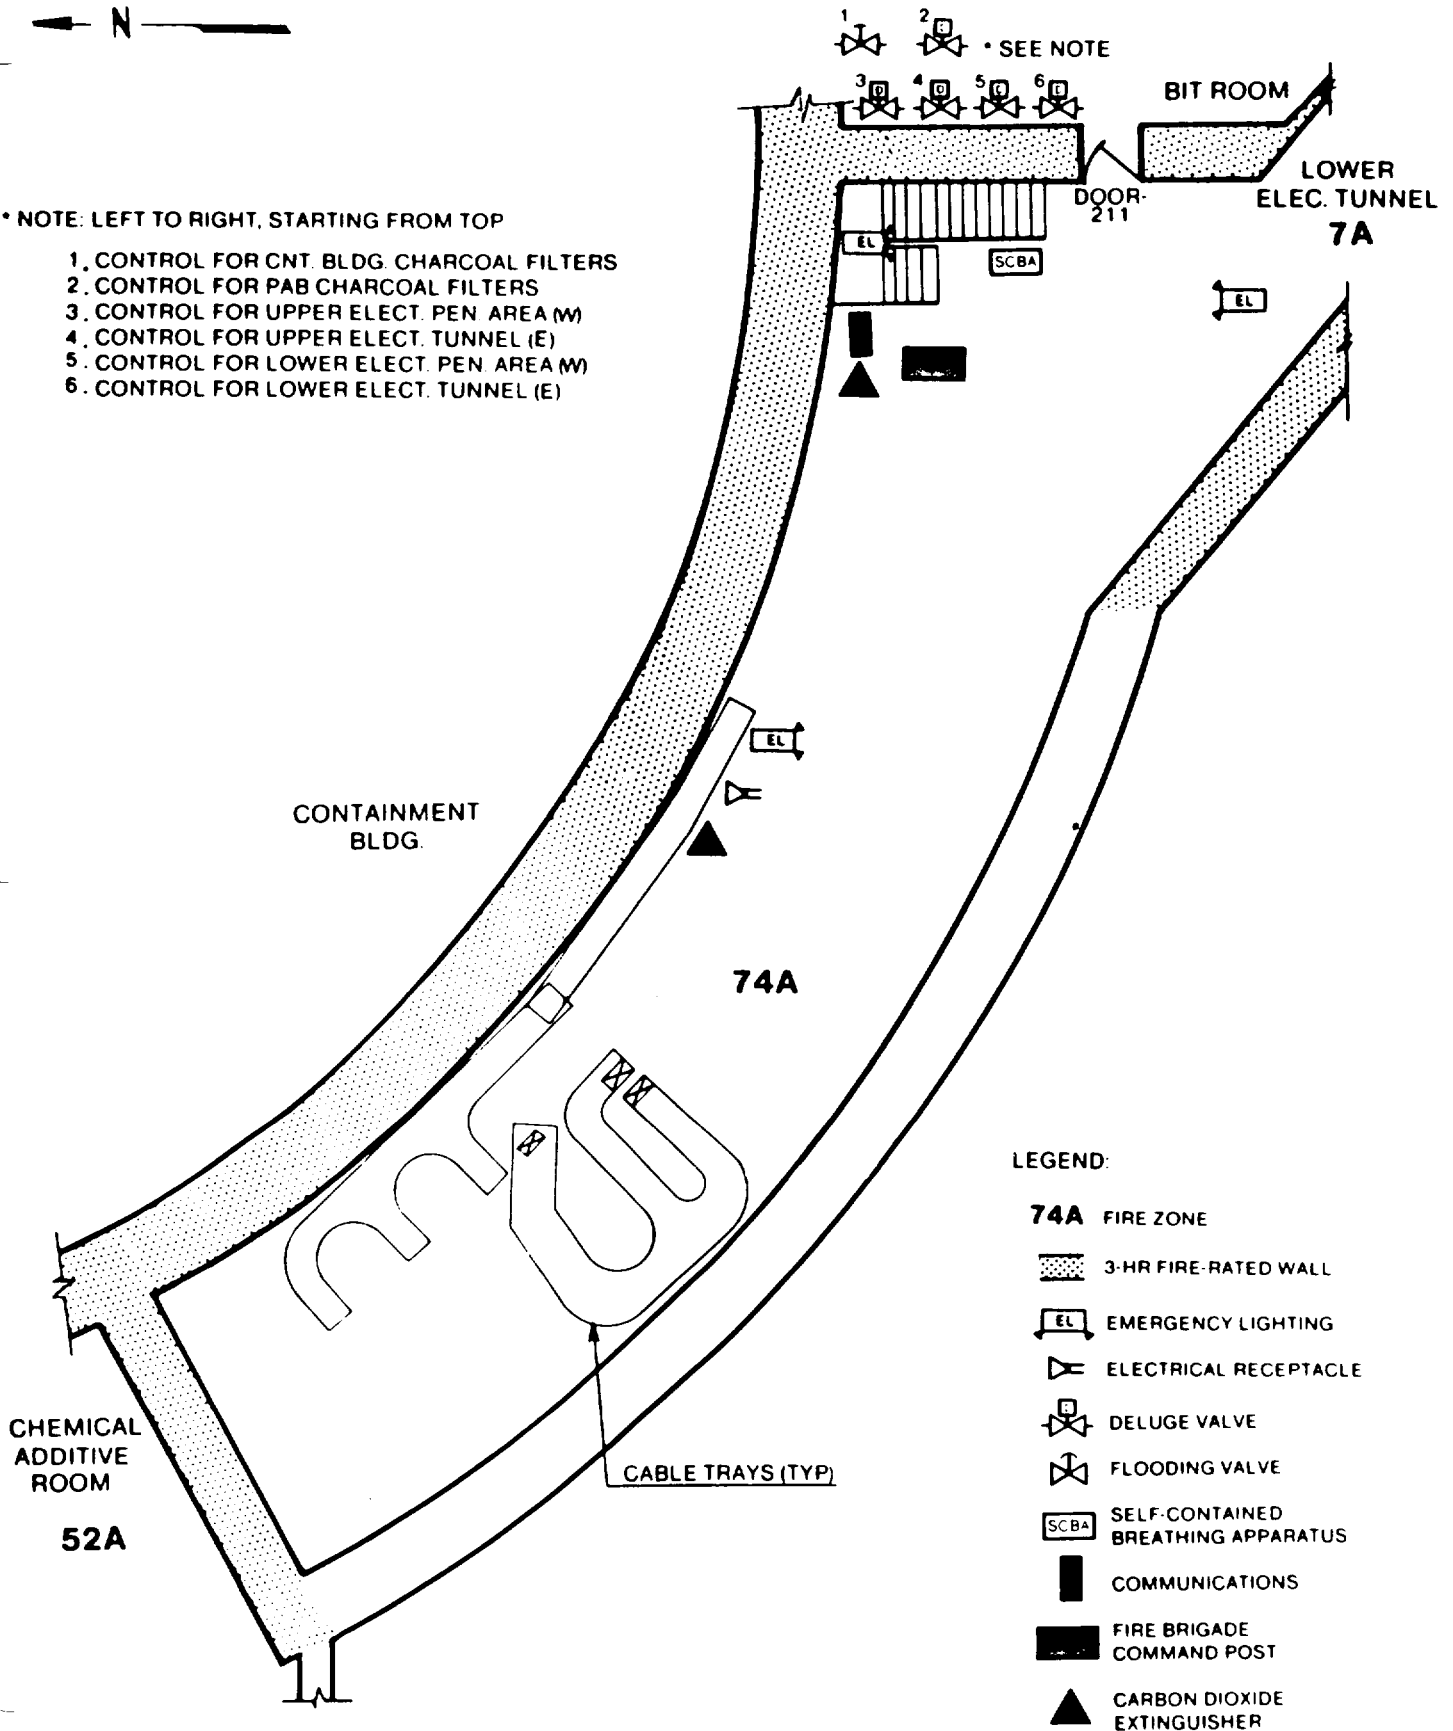 N
1
2
* SEE NOTE
3
4
5
6
D
D
BIT ROOM
LOWER
ELEC. TUNNEL
7A
DOOR-
211
* NOTE: LEFT TO RIGHT, STARTING FROM TOP
1. CONTROL FOR CNT. BLDG. CHARCOAL FILTERS
2. CONTROL FOR PAB CHARCOAL FILTERS
3. CONTROL FOR UPPER ELECT. PEN. AREA (W)
4. CONTROL FOR UPPER ELECT. TUNNEL (E)
5. CONTROL FOR LOWER ELECT. PEN. AREA (W)
6. CONTROL FOR LOWER ELECT. TUNNEL (E)
EL
SCBA
EL
EL
CONTAINMENT
BLDG.
74A
CHEMICAL
ADDITIVE
ROOM
52A
CABLE TRAYS (TYP)
LEGEND:
74A FIRE ZONE
3-HR FIRE-RATED WALL
EL EMERGENCY LIGHTING
ELECTRICAL RECEPTACLE
DELUGE VALVE
FLOODING VALVE
SCBA SELF-CONTAINED
BREATHING APPARATUS
COMMUNICATIONS
FIRE BRIGADE
COMMAND POST
CARBON DIOXIDE
EXTINGUISHER